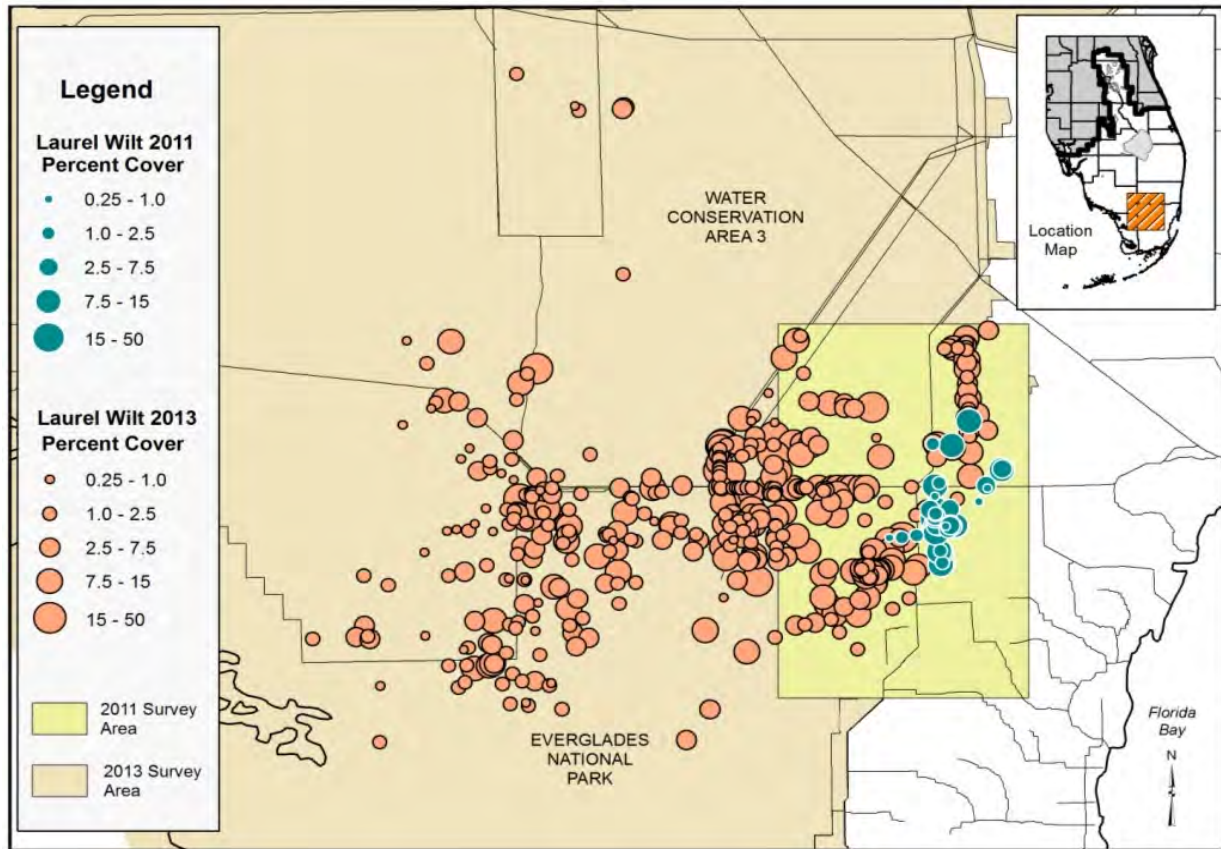 Legend
Laurel Wilt 2011
Percent Cover
0.25 - 1.0
1.0 - 2.5
2.5 - 7.5
7.5 - 15
15 - 50
Laurel Wilt 2013
Percent Cover
0.25 - 1.0
1.0 - 2.5
2.5 - 7.5
7.5 - 15
15 - 50
2011 Survey
Area
2013 Survey
Area
WATER
CONSERVATION
AREA 3
EVERGLADES
NATIONAL
PARK
Location
Map
Florida
Bay
N